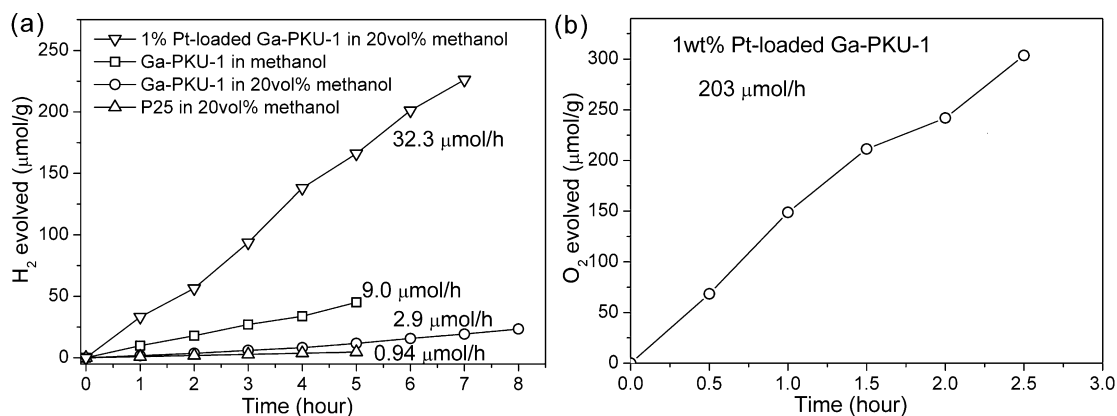 (a)
250
200
150
100
50
0
H2 evolved (μmol/g)
1% Pt-loaded Ga-PKU-1 in 20vol% methanol
Ga-PKU-1 in methanol
Ga-PKU-1 in 20vol% methanol
P25 in 20vol% methanol
32.3 μmol/h
9.0 μmol/h
2.9 μmol/h
0.94 μmol/h
0 1 2 3 4 5 6 7 8
Time (hour)
(b)
300
250
200
150
100
50
0
O2 evolved (μmol/g)
1wt% Pt-loaded Ga-PKU-1
203 μmol/h
0.0 0.5 1.0 1.5 2.0 2.5 3.0
Time (hour)